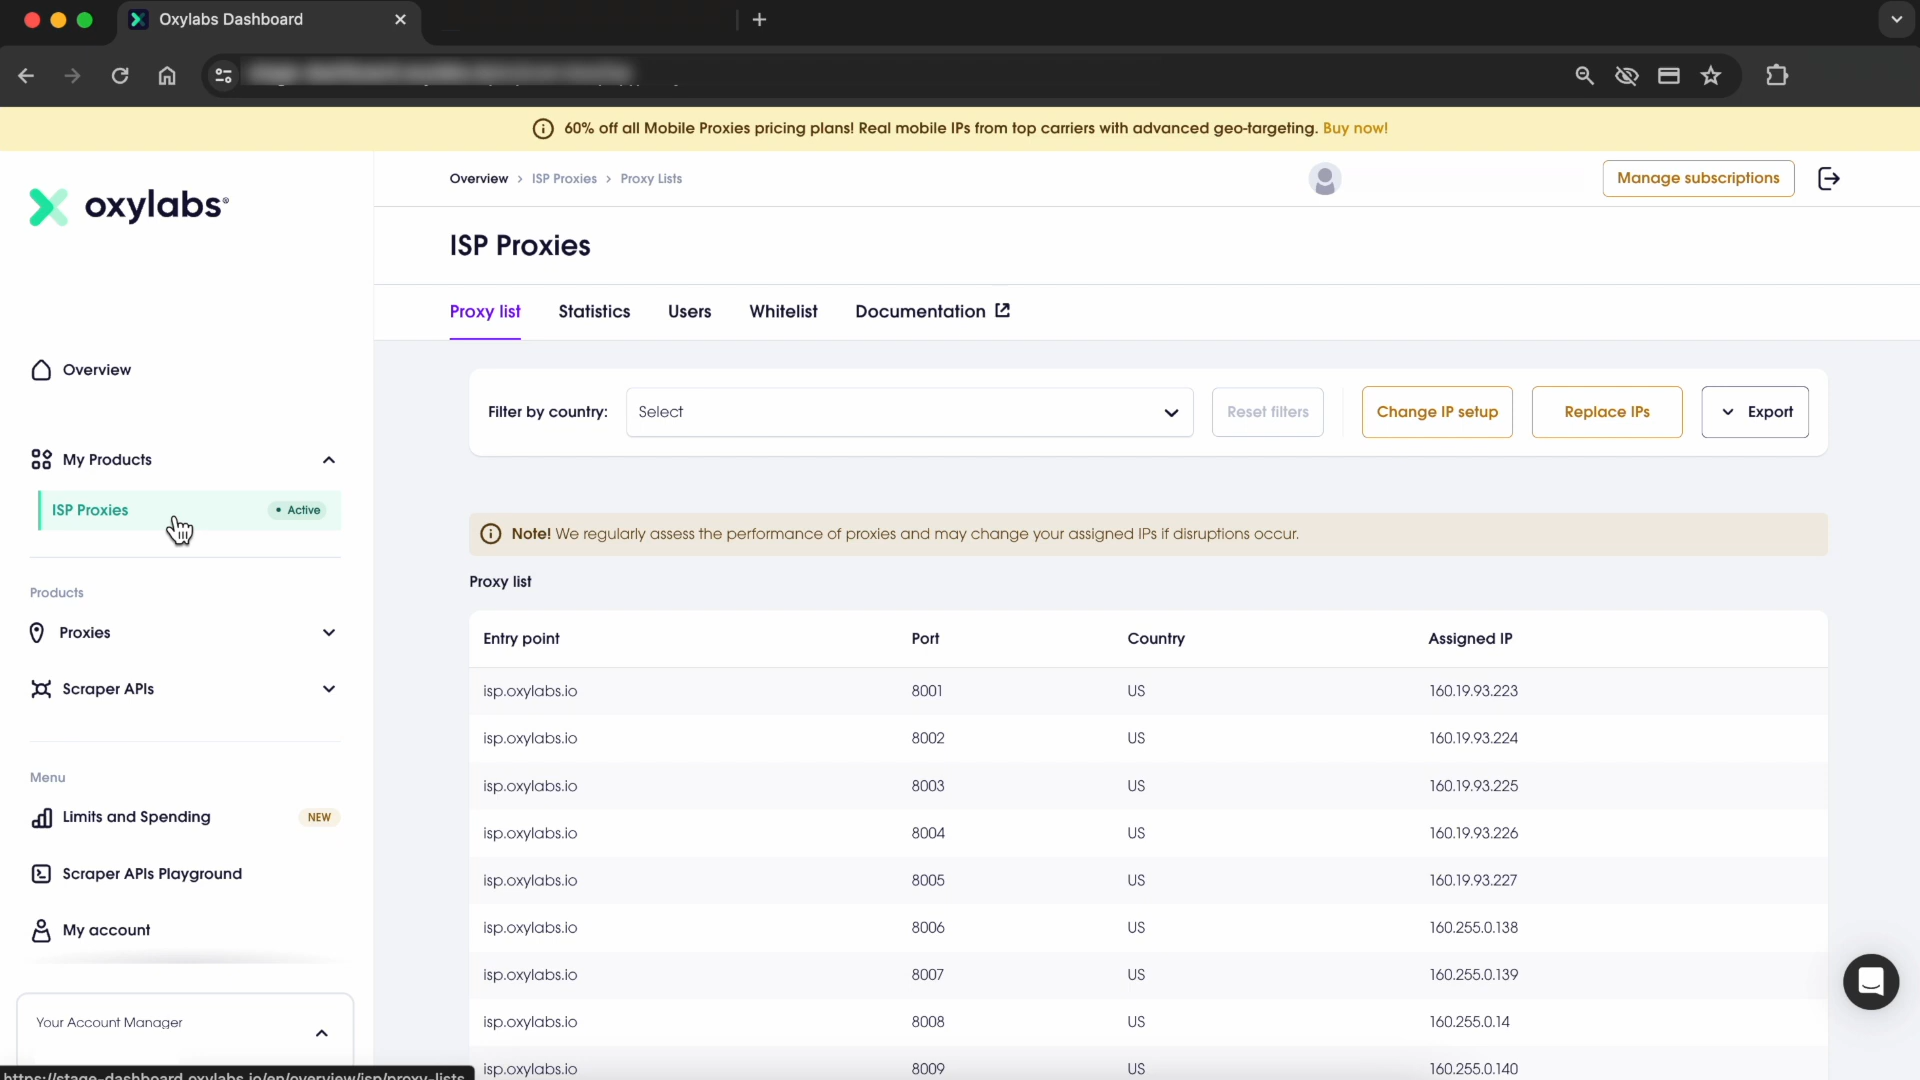 Oxylabs Dashboard
60% off all Mobile Proxies pricing plans! Real mobile IPs from top carriers with advanced geo-targeting. Buy now!
oxylabs®
Overview > ISP Proxies > Proxy Lists
Manage subscriptions
ISP Proxies
Proxy list Statistics Users Whitelist Documentation
Overview
My Products
ISP Proxies • Active
Products
Proxies
Scraper APIs
Menu
Limits and Spending NEW
Scraper APIs Playground
My account
Your Account Manager
https://stage-dashboard.oxylabs.io/en/overview/isp/proxy-lists
Filter by country: Select Reset filters Change IP setup Replace IPs Export
Note! We regularly assess the performance of proxies and may change your assigned IPs if disruptions occur.
Proxy list
Entry point Port Country Assigned IP
isp.oxylabs.io 8001 US 160.19.93.223
isp.oxylabs.io 8002 US 160.19.93.224
isp.oxylabs.io 8003 US 160.19.93.225
isp.oxylabs.io 8004 US 160.19.93.226
isp.oxylabs.io 8005 US 160.19.93.227
isp.oxylabs.io 8006 US 160.255.0.138
isp.oxylabs.io 8007 US 160.255.0.139
isp.oxylabs.io 8008 US 160.255.0.14
isp.oxylabs.io 8009 US 160.255.0.140